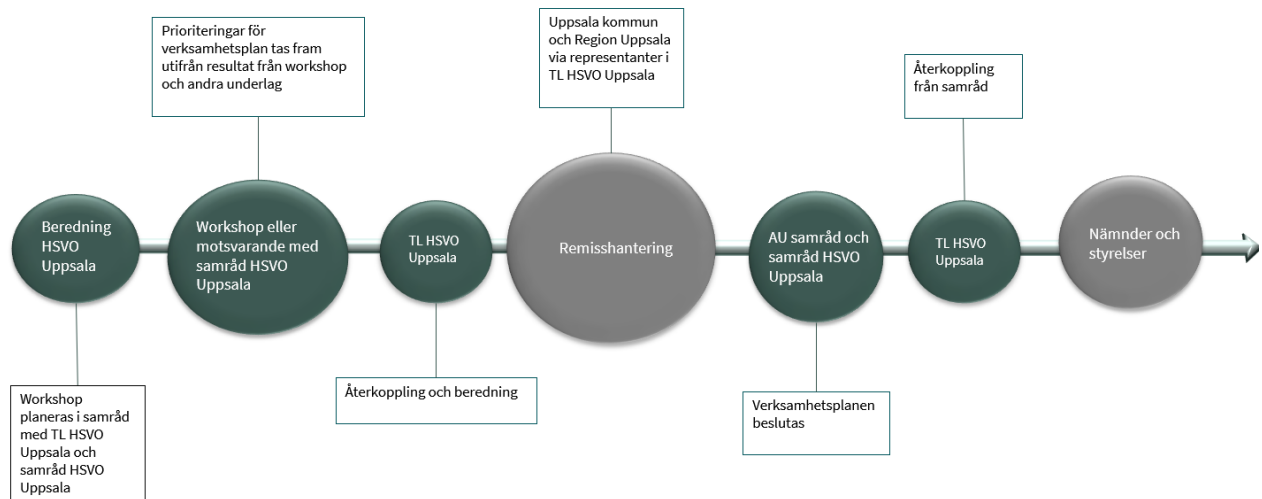 Prioriteringar för
verksamhetsplan tas fram
utifrån resultat från workshop
och andra underlag
Uppsala kommun
och Region Uppsala
via representanter i
TL HSVO Uppsala
Återkoppling
från samråd
Beredning
HSVO
Uppsala
Workshop eller
motsvarande med
samråd HSVO
Uppsala
TL HSVO
Uppsala
Remisshantering
AU samråd och
samråd HSVO
Uppsala
TL HSVO
Uppsala
Nämnder och
styrelser
Workshop
planeras i samråd
med TL HSVO
Uppsala och
samråd HSVO
Uppsala
Återkoppling och beredning
Verksamhetsplanen
beslutas